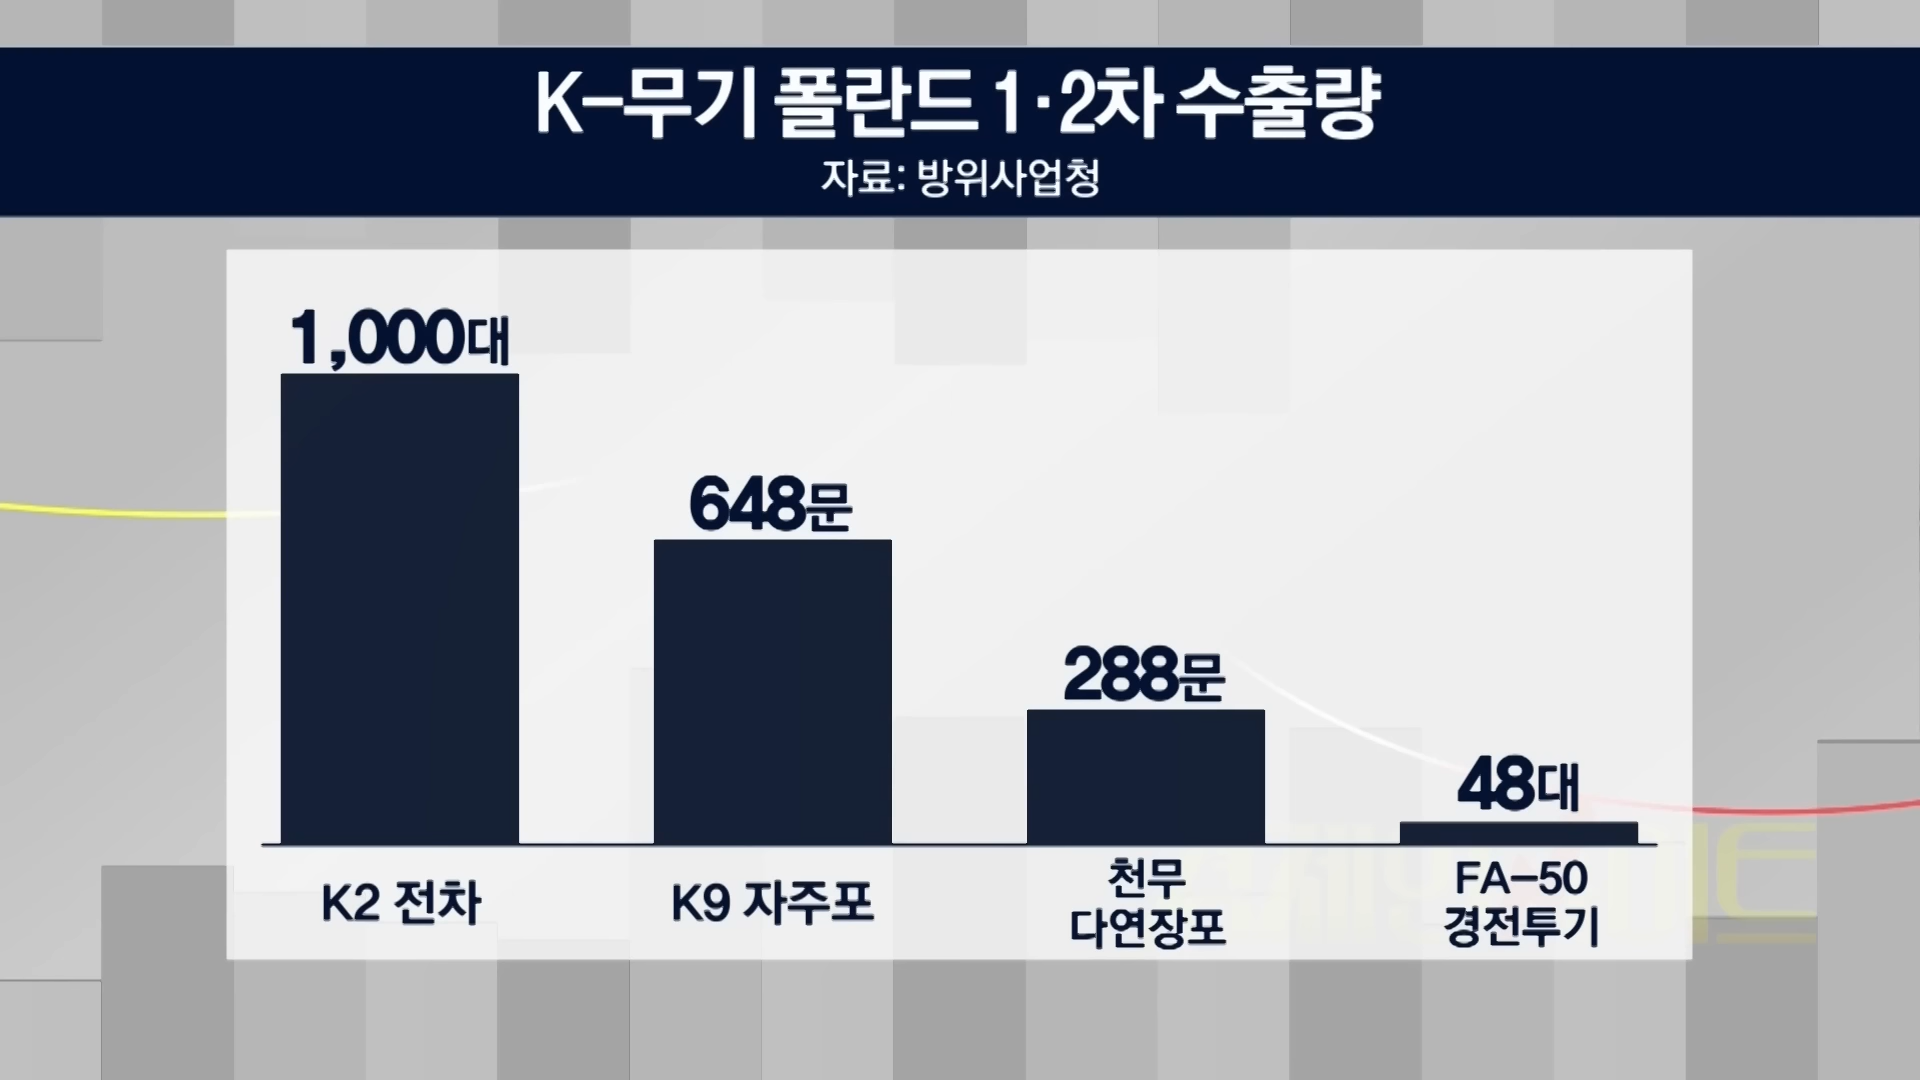 K-무기 폴란드 1·2차 수출량
자료: 방위사업청
1,000대
648문
288문
48대
K2 전차
K9 자주포
천무
다연장포
FA-50
경전투기